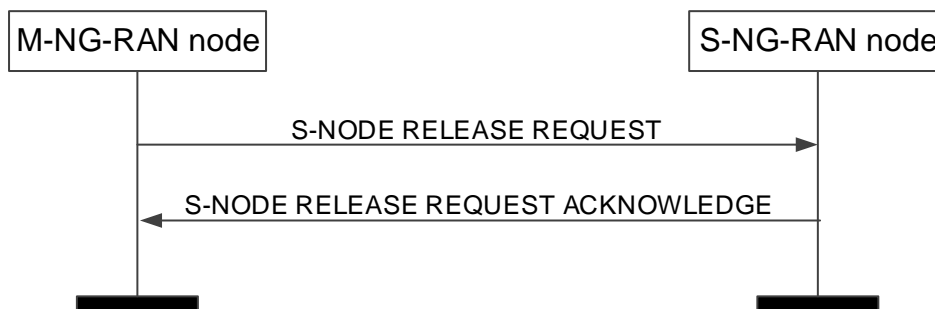 M-NG-RAN node
S-NG-RAN node
S-NODE RELEASE REQUEST
S-NODE RELEASE REQUEST ACKNOWLEDGE